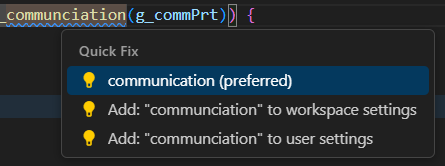 _communciation(g_commPrt)) {
Quick Fix
communication (preferred)
Add: "communciation" to workspace settings
Add: "communciation" to user settings